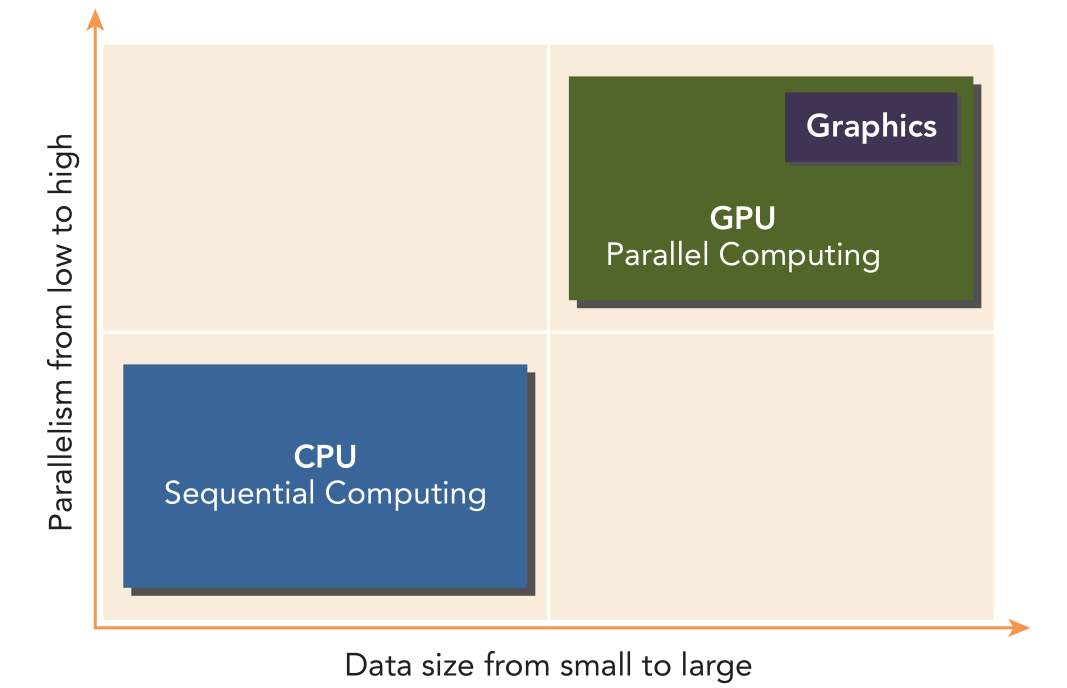 Parallelism from low to high
Graphics
GPU
Parallel Computing
CPU
Sequential Computing
Data size from small to large